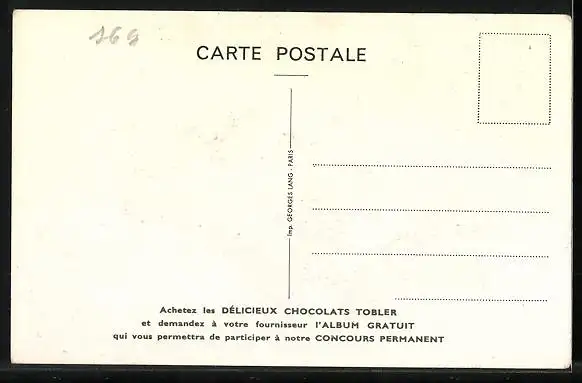 169
CARTE POSTALE
Imp. GEORGES LANG - PARIS
Achetez les DÉLICIEUX CHOCOLATS TOBLER
et demandez à votre fournisseur l'ALBUM GRATUIT
qui vous permettra de participer à notre CONCOURS PERMANENT